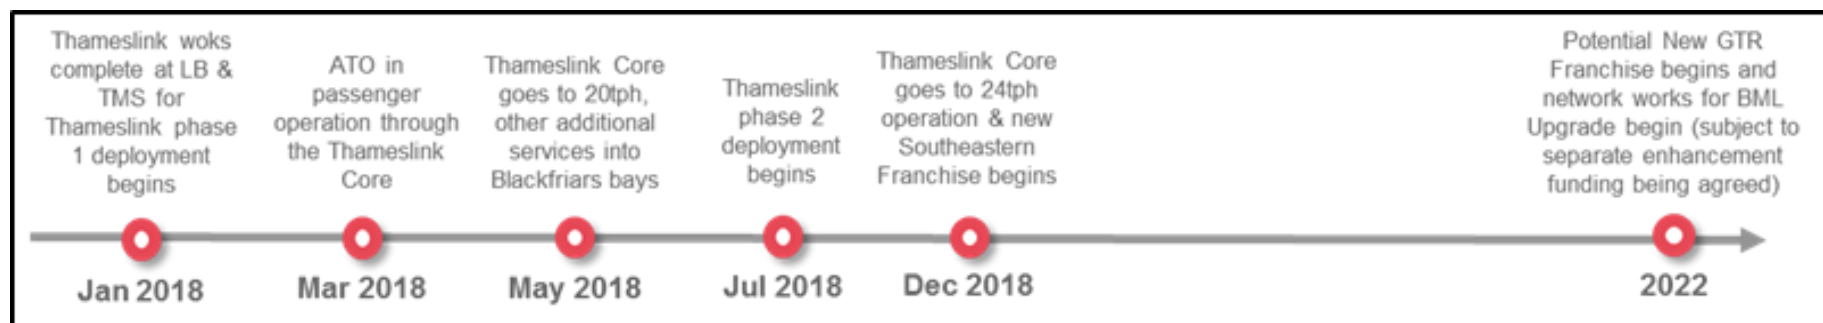 Thameslink woks
complete at LB &
TMS for
Thameslink phase
1 deployment
begins
Jan 2018
ATO in
passenger
operation through
the Thameslink
Core
Mar 2018
Thameslink Core
goes to 20tph,
other additional
services into
Blackfriars bays
May 2018
Thameslink
phase 2
deployment
begins
Jul 2018
Thameslink Core
goes to 24tph
operation & new
Southeastern
Franchise begins
Dec 2018
Potential New GTR
Franchise begins and
network works for BML
Upgrade begin (subject to
separate enhancement
funding being agreed)
2022